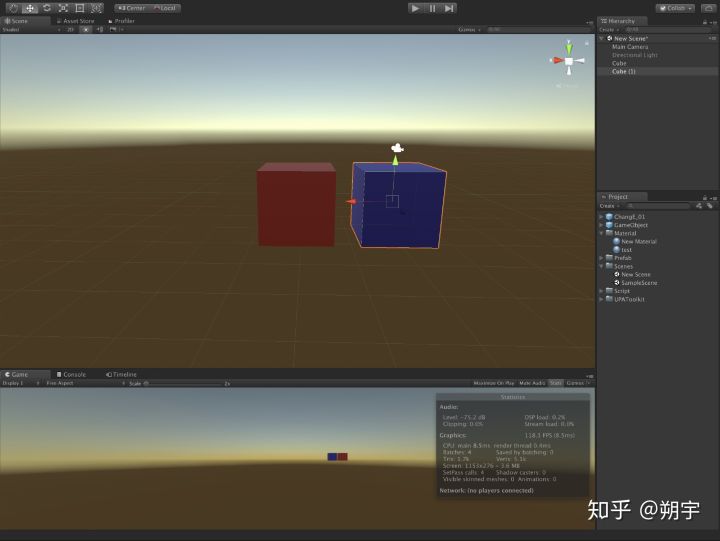 Center Local
Collab
Scene Asset Store Profiler
Shaded 2D Gizmos All
Hierarchy
Create All
New Scene*
Main Camera
Directional Light
Cube
Cube (1)
Project
Create
ChangE_01
GameObject
Material
New Material
test
Prefab
Scenes
New Scene
SampleScene
Script
UPAToolkit
Game Console Timeline
Display 1 Free Aspect Scale 2x Maximize On Play Mute Audio Stats Gizmos
Statistics
Audio:
Level: -75.2 dB DSP load: 0.2%
Clipping: 0.0% Stream load: 0.0%
Graphics: 118.3 FPS (8.5ms)
CPU: main 8.5ms render thread 0.4ms
Batches: 4 Saved by batching: 0
Tris: 1.7k Verts: 5.1k
Screen: 1153x276 - 3.6 MB
SetPass calls: 4 Shadow casters: 0
Visible skinned meshes: 0 Animations: 0
Network: (no players connected)
知乎 @朔宇